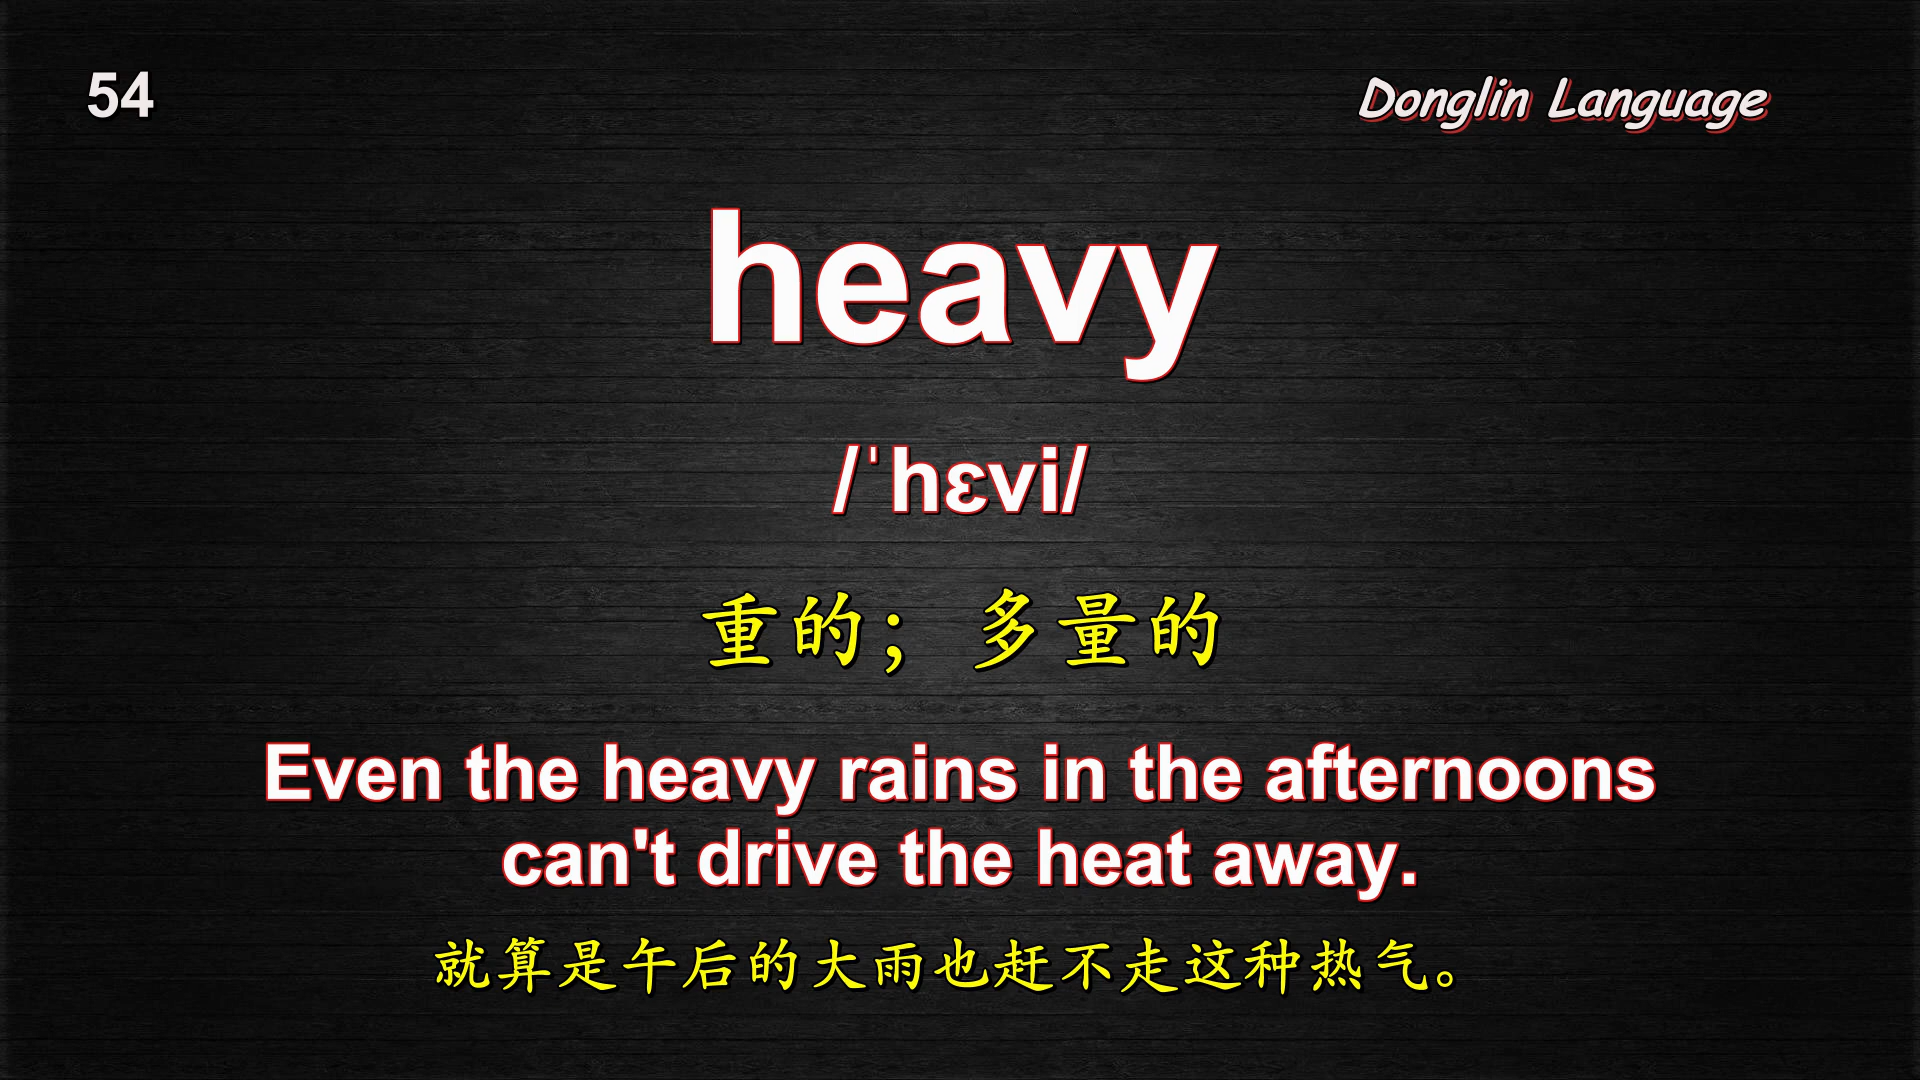 54
Donglin Language
heavy
/ˈhɛvi/
重的；多量的
Even the heavy rains in the afternoons
can't drive the heat away.
就算是午后的大雨也赶不走这种热气。